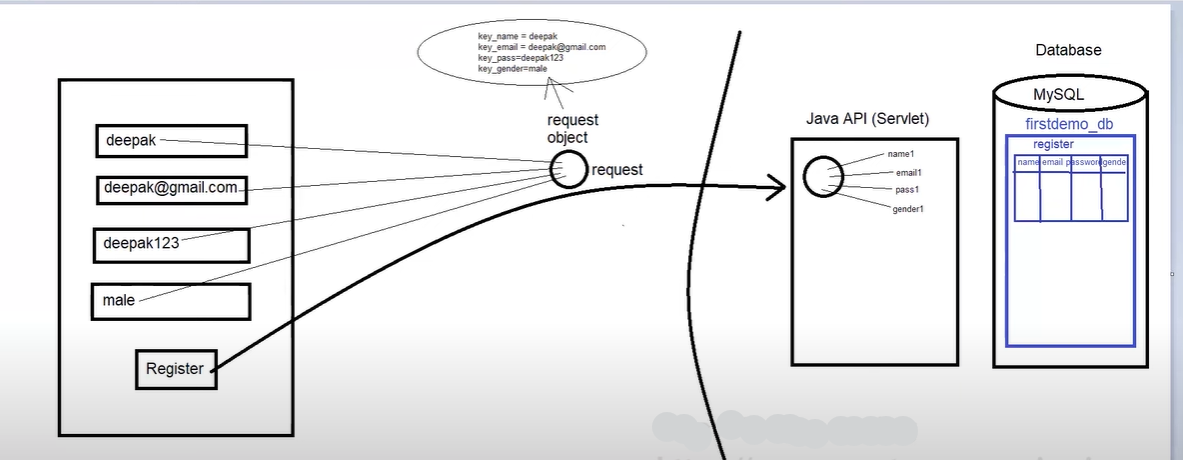 key_name = deepak
key_email = deepak@gmail.com
key_pass=deepak123
key_gender=male
request
object
request
deepak
deepak@gmail.com
deepak123
male
Register
Java API (Servlet)
name1
email1
pass1
gender1
Database
MySQL
firstdemo_db
register
name email password gende